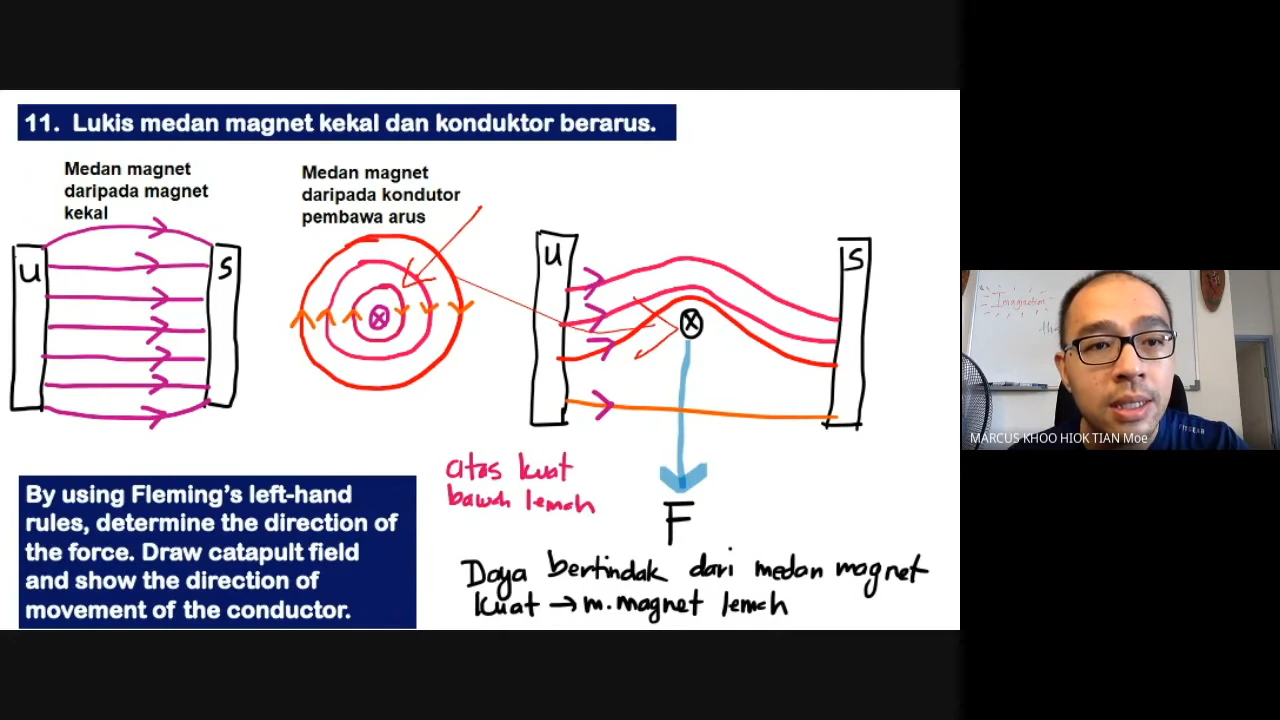 11. Lukis medan magnet kekal dan konduktor berarus.
Medan magnet
daripada magnet
kekal
Medan magnet
daripada kondutor
pembawa arus
U
S
U
S
atas kuat
bawah lemah
F
Daya bertindak dari medan magnet
kuat → m. magnet lemah
By using Fleming's left-hand
rules, determine the direction of
the force. Draw catapult field
and show the direction of
movement of the conductor.
Imagination
FITGEAR
MARCUS KHOO HIOK TIAN Moe